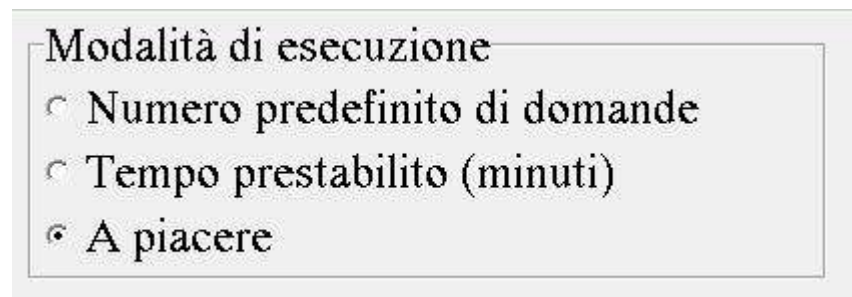 Modalità di esecuzione
Numero predefinito di domande
Tempo prestabilito (minuti)
A piacere